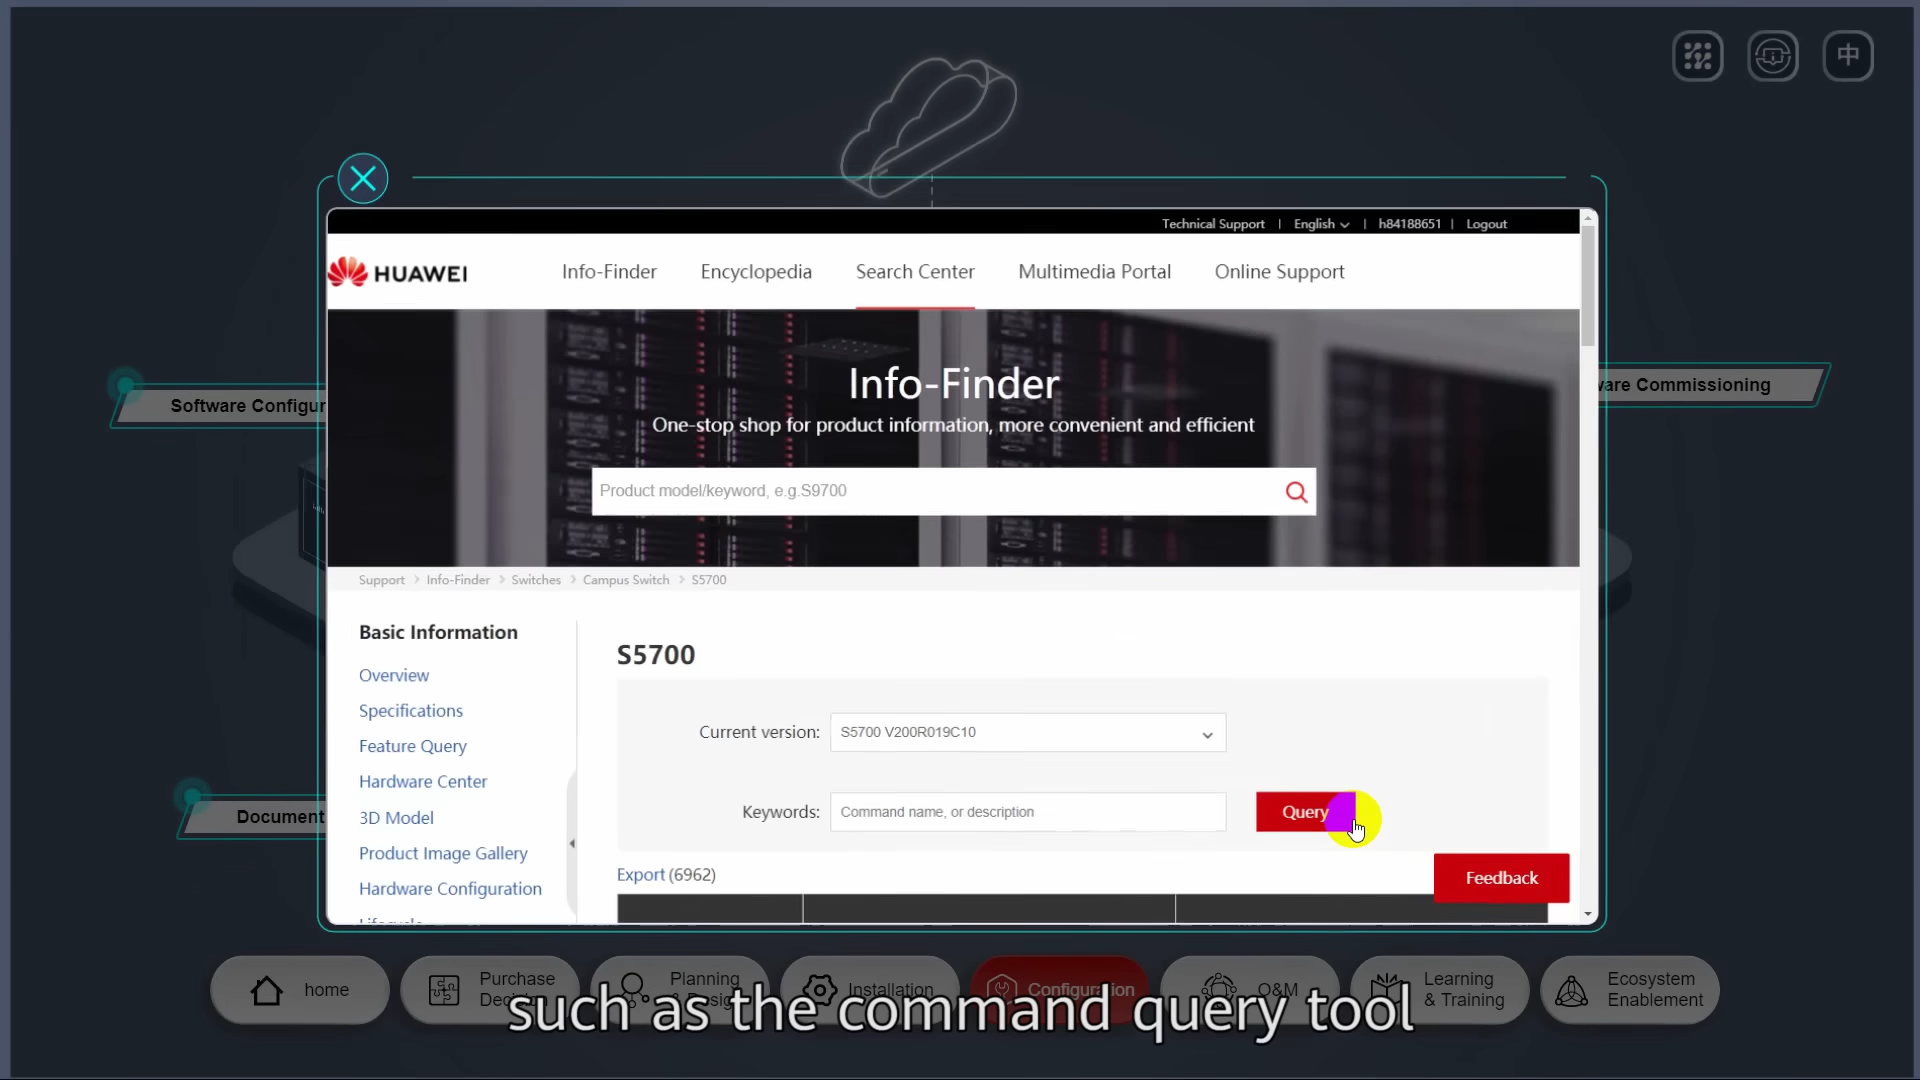 中
Technical Support | English | h84188651 | Logout
HUAWEI
Info-Finder
Encyclopedia
Search Center
Multimedia Portal
Online Support
Info-Finder
One-stop shop for product information, more convenient and efficient
Product model/keyword, e.g.S9700
Software Configur
ware Commissioning
Document
Support > Info-Finder > Switches > Campus Switch > S5700
Basic Information
Overview
Specifications
Feature Query
Hardware Center
3D Model
Product Image Gallery
Hardware Configuration
Lifecycle
S5700
Current version: S5700 V200R019C10
Keywords: Command name, or description
Query
Export (6962)
Feedback
home
Purchase
Decision
Planning
& Design
Installation
Configuration
O&M
Learning
& Training
Ecosystem
Enablement
such as the command query tool